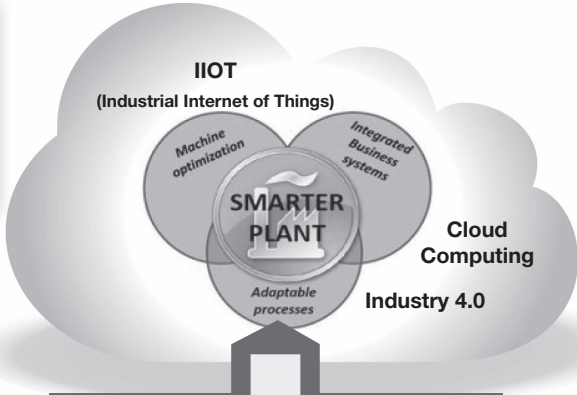 IIOT
(Industrial Internet of Things)
Machine
optimization
Integrated
Business
systems
SMARTER
PLANT
Cloud
Computing
Adaptable
processes
Industry 4.0